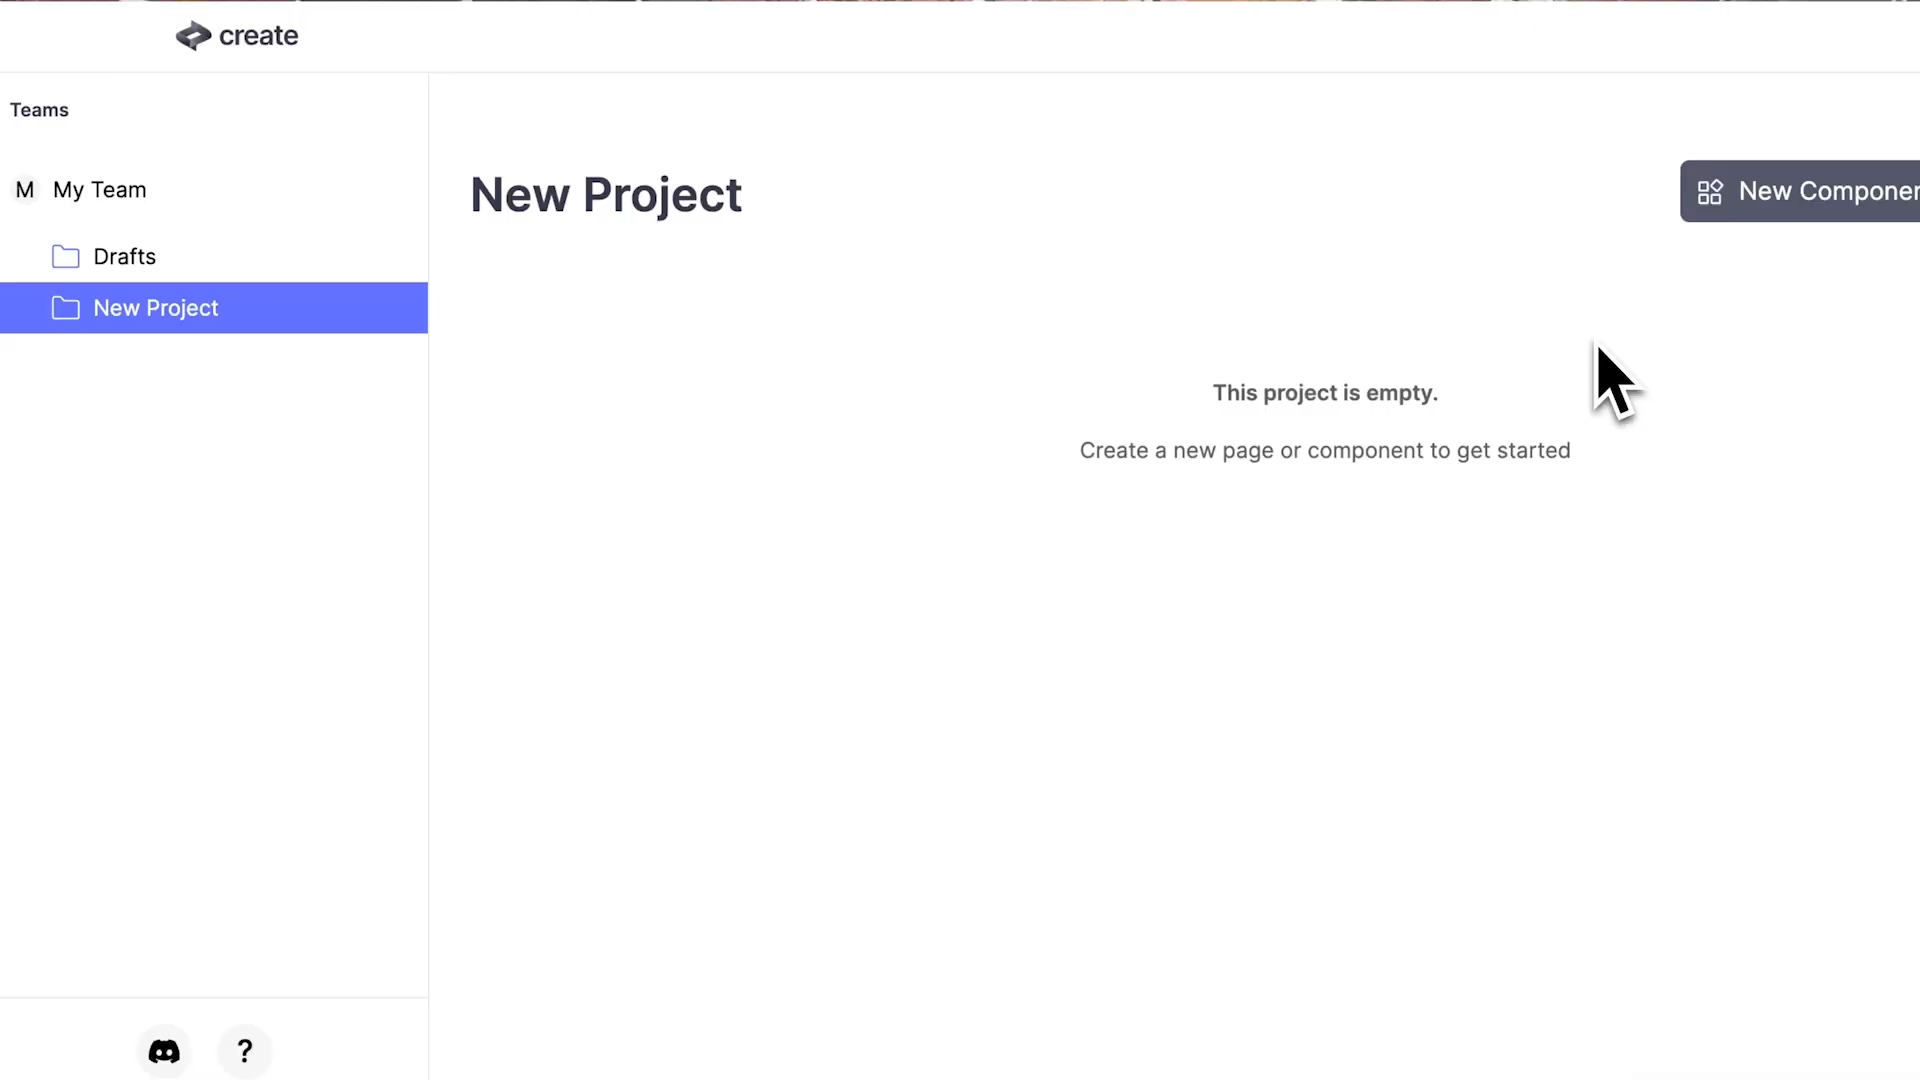 create
Teams
M My Team
Drafts
New Project
New Project
New Componen
This project is empty.
Create a new page or component to get started
?